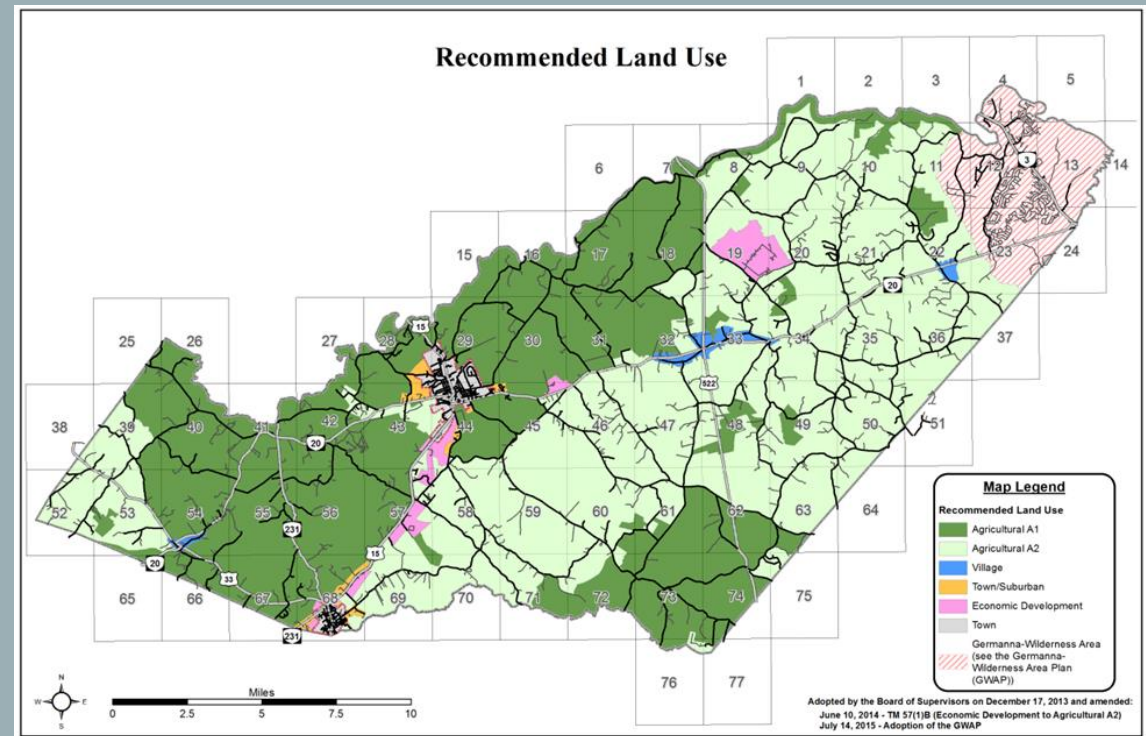 Recommended Land Use
1 2 3 4 5
6 7 8 9 10 11 12 13 14
3
15 16 17 18 19 20 21 22 23 24
20
25 26 27 28 29 30 31 32 33 34 35 36 37
15
522
38 39 40 41 42 43 44 45 46 47 48 49 50 51
20
52 53 54 55 56 57 58 59 60 61 62 63 64
231
15
20
33
65 66 67 68 69 70 71 72 73 74 75
231
76 77
Map Legend
Recommended Land Use
Agricultural A1
Agricultural A2
Village
Town/Suburban
Economic Development
Town
Germanna-Wilderness Area
(see the Germanna-
Wilderness Area Plan
(GWAP))
N
W E
S
Miles
0 2.5 5 7.5 10
Adopted by the Board of Supervisors on December 17, 2013 and amended:
June 10, 2014 - TM 57(1)B (Economic Development to Agricultural A2)
July 14, 2015 - Adoption of the GWAP